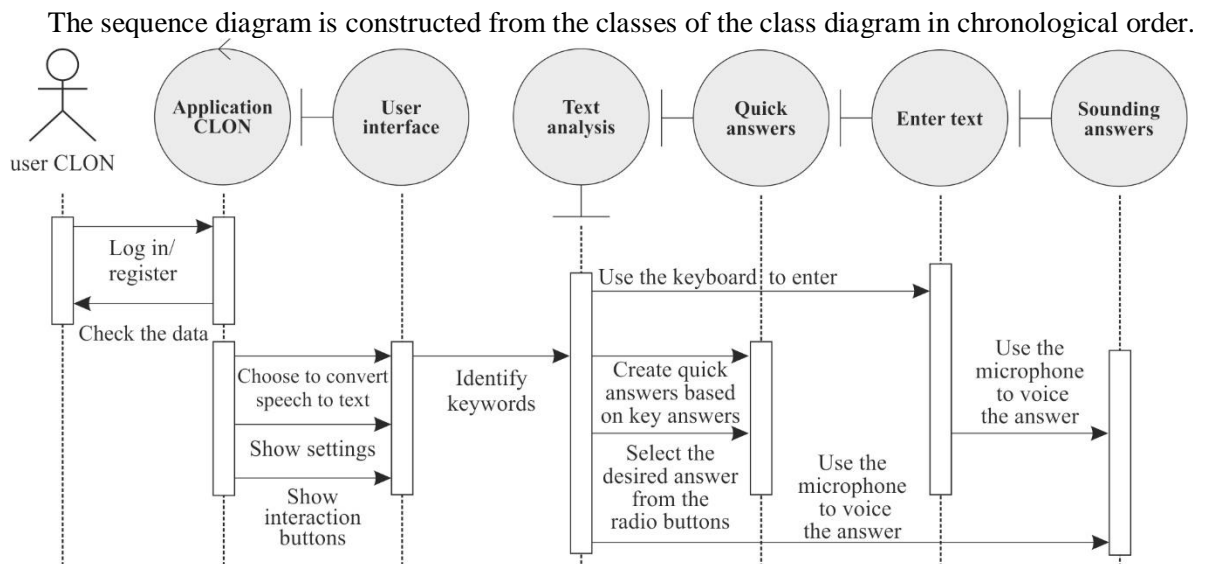 The sequence diagram is constructed from the classes of the class diagram in chronological order.
user CLON
Application
CLON
User
interface
Text
analysis
Quick
answers
Enter text
Sounding
answers
Log in/
register
Check the data
Choose to convert
speech to text
Show settings
Show
interaction
buttons
Identify
keywords
Use the keyboard to enter
Create quick
answers based
on key answers
Select the
desired answer
from the
radio buttons
Use the
microphone
to voice
the answer
Use the
microphone
to voice
the answer